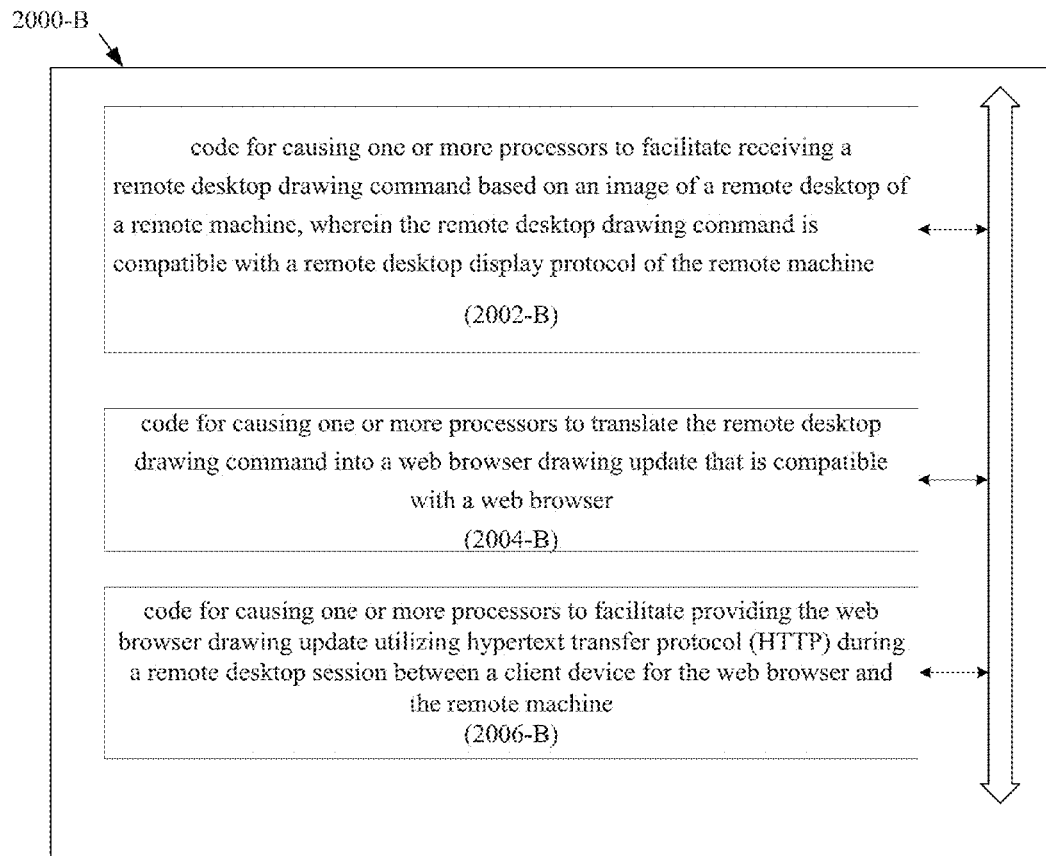 2000-B
code for causing one or more processors to facilitate receiving a
remote desktop drawing command based on an image of a remote desktop of
a remote machine, wherein the remote desktop drawing command is
compatible with a remote desktop display protocol of the remote machine
(2002-B)
code for causing one or more processors to translate the remote desktop
drawing command into a web browser drawing update that is compatible
with a web browser
(2004-B)
code for causing one or more processors to facilitate providing the web
browser drawing update utilizing hypertext transfer protocol (HTTP) during
a remote desktop session between a client device for the web browser and
the remote machine
(2006-B)